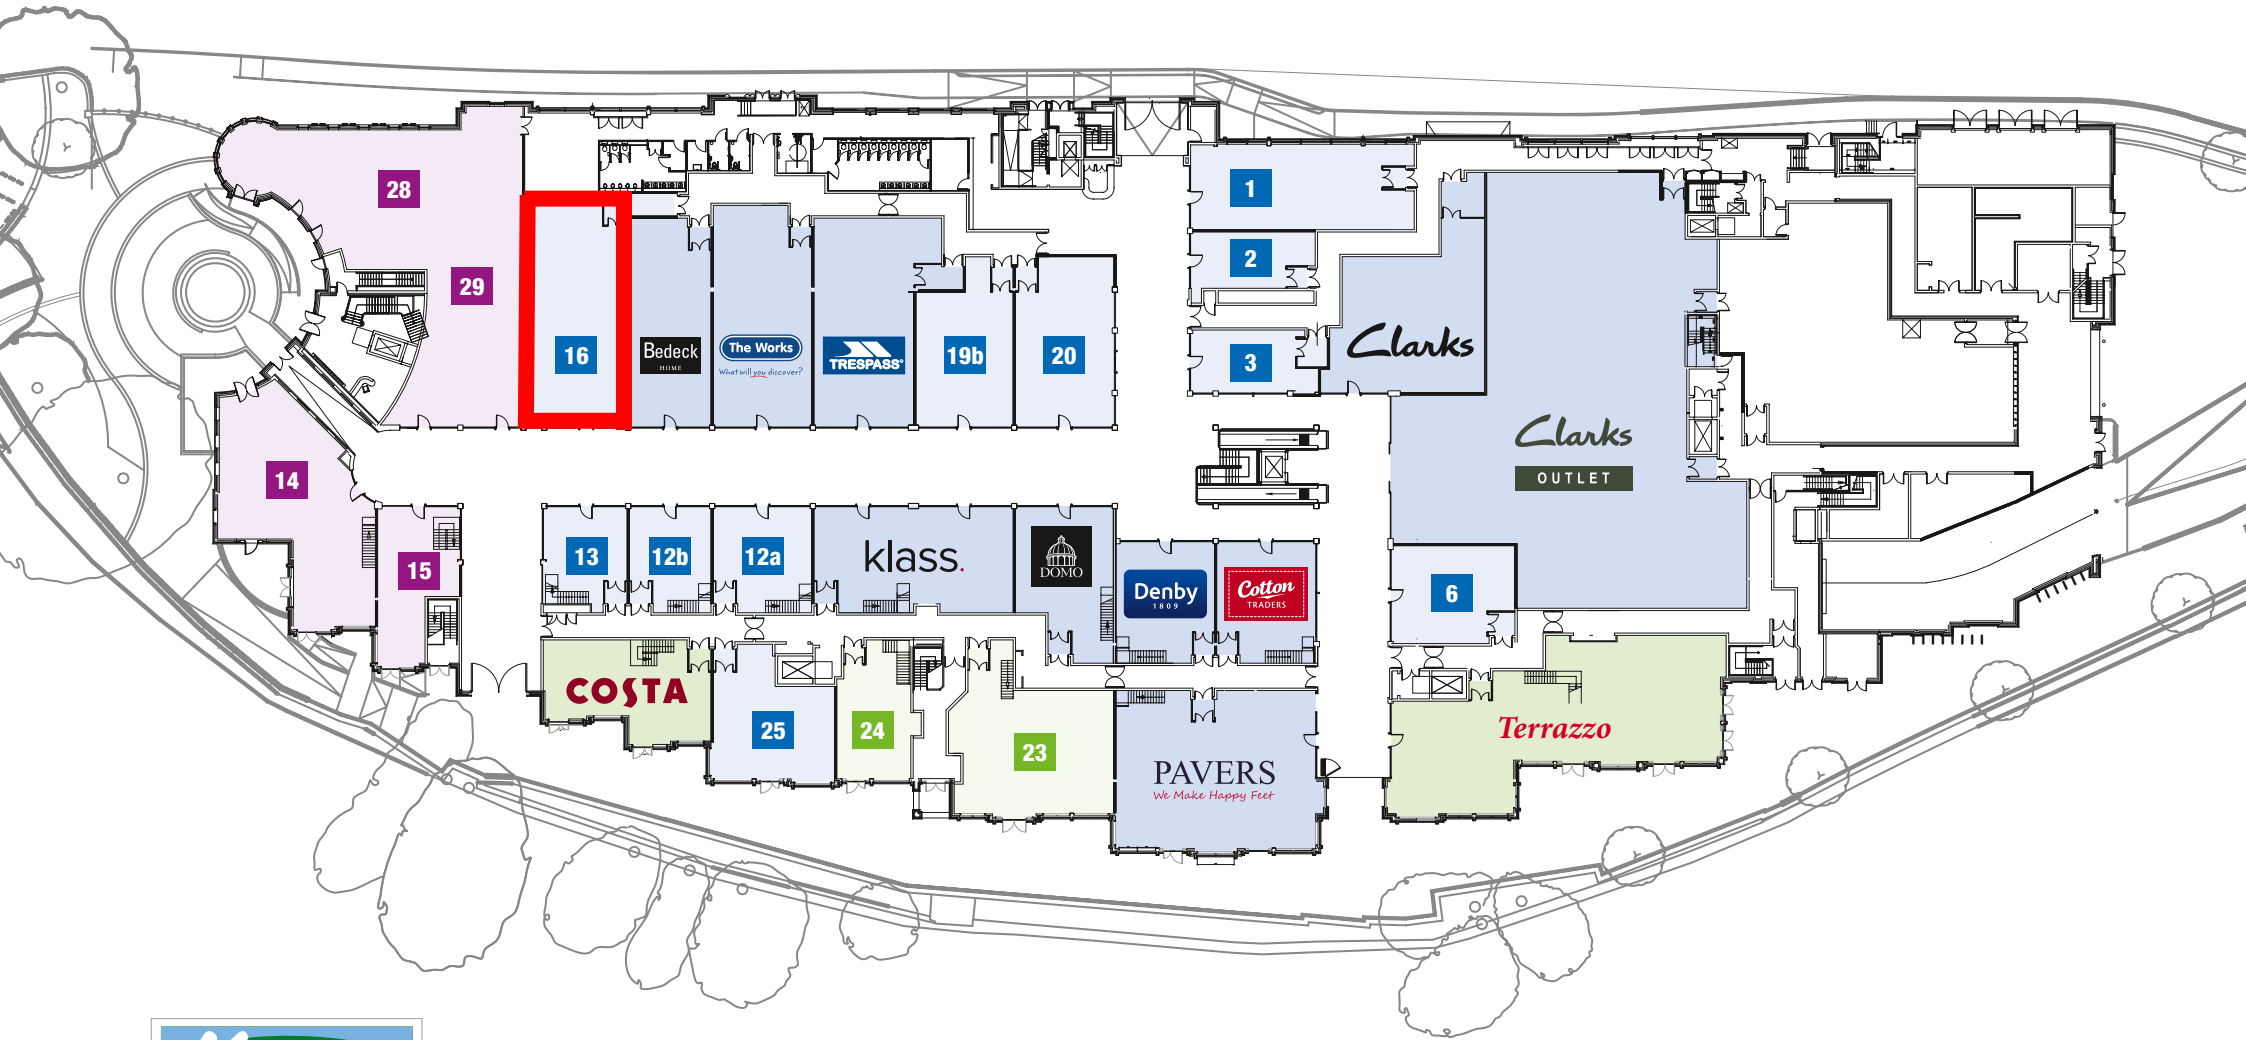 28
1
2
29
16
Bedeck
HOME
The Works
What will you discover?
TRESPASS
19b
20
3
Clarks
Clarks
OUTLET
14
15
13
12b
12a
klass.
DOMO
Denby
1809
Cotton
TRADERS
6
COSTA
25
24
23
PAVERS
We Make Happy Feet
Terrazzo